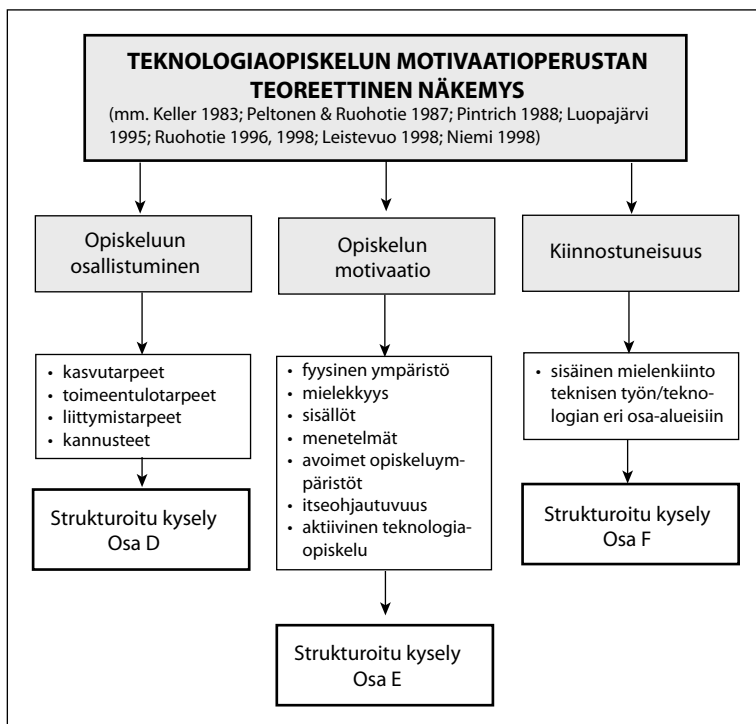 TEKNOLOGIAOPISKELUN MOTIVAATIOPERUSTAN
TEOREETTINEN NÄKEMYS
(mm. Keller 1983; Peltonen & Ruohotie 1987; Pintrich 1988; Luopajärvi
1995; Ruohotie 1996, 1998; Leistevuo 1998; Niemi 1998)
Opiskeluun
osallistuminen
• kasvutarpeet
• toimeentulotarpeet
• liittymistarpeet
• kannusteet
Strukturoitu kysely
Osa D
Opiskelun
motivaatio
• fyysinen ympäristö
• mielekkyys
• sisällöt
• menetelmät
• avoimet opiskeluym-
päristöt
• itseohjautuvuus
• aktiivinen teknologia-
opiskelu
Strukturoitu kysely
Osa E
Kiinnostuneisuus
• sisäinen mielenkiinto
teknisen työn/tekno-
logian eri osa-alueisiin
Strukturoitu kysely
Osa F